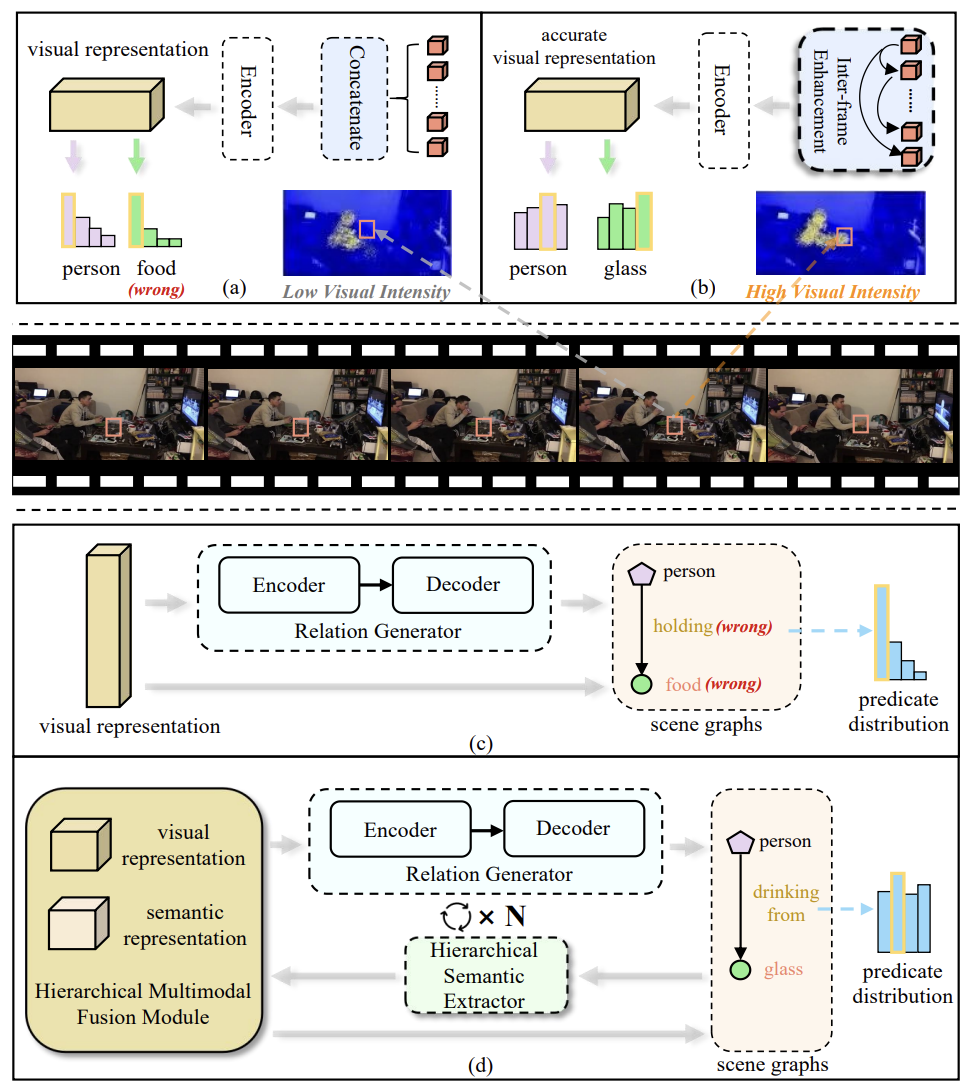 visual representation
Encoder
Concatenate
person
food
(wrong)
(a)
Low Visual Intensity
accurate
visual representation
Encoder
Inter-frame
Enhancement
person
glass
(b)
High Visual Intensity
visual representation
Encoder
Decoder
Relation Generator
person
holding (wrong)
food (wrong)
scene graphs
predicate
distribution
(c)
visual
representation
semantic
representation
Hierarchical Multimodal
Fusion Module
Encoder
Decoder
Relation Generator
× N
Hierarchical
Semantic
Extractor
person
drinking
from
glass
scene graphs
predicate
distribution
(d)